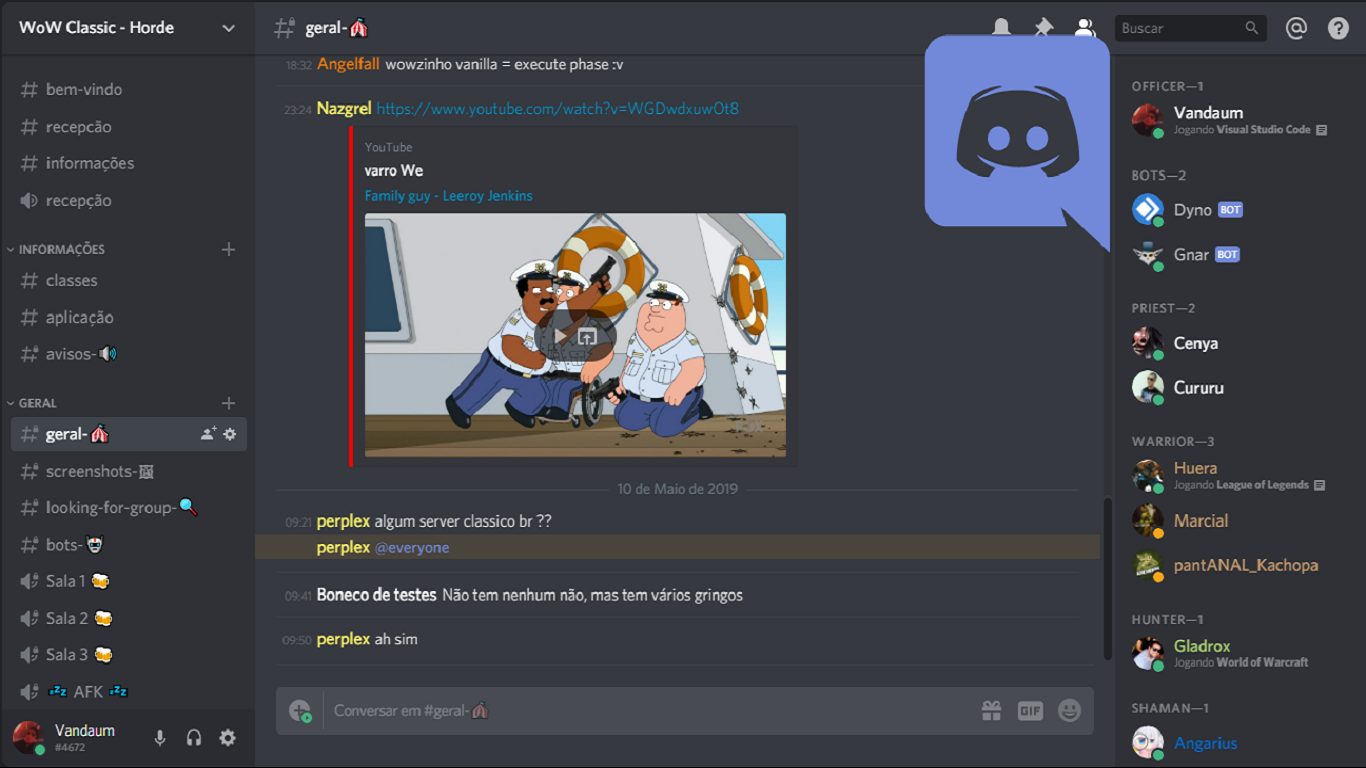 WoW Classic - Horde
bem-vindo
recepcão
informações
recepção
INFORMAÇÕES
classes
aplicação
avisos-🔊
GERAL
geral-🎪
screenshots-🖼
looking-for-group-🔍
bots-🤖
Sala 1 🍻
Sala 2 🍻
Sala 3 🍻
💤 AFK 💤
Vandaum
#4672
geral-🎪
Buscar
18:32 Angelfall wowzinho vanilla = execute phase :v
23:24 Nazgrel https://www.youtube.com/watch?v=WGDwdxuwOt8
YouTube
varro We
Family guy - Leeroy Jenkins
10 de Maio de 2019
09:21 perplex algum server classico br ??
perplex @everyone
09:41 Boneco de testes Não tem nenhum não, mas tem vários gringos
09:50 perplex ah sim
Conversar em #geral-🎪
GIF
OFFICER—1
Vandaum
Jogando Visual Studio Code
BOTS—2
Dyno BOT
Gnar BOT
PRIEST—2
Cenya
Cururu
WARRIOR—3
Huera
Jogando League of Legends
Marcial
pantANAL_Kachopa
HUNTER—1
Gladrox
Jogando World of Warcraft
SHAMAN—1
Angarius